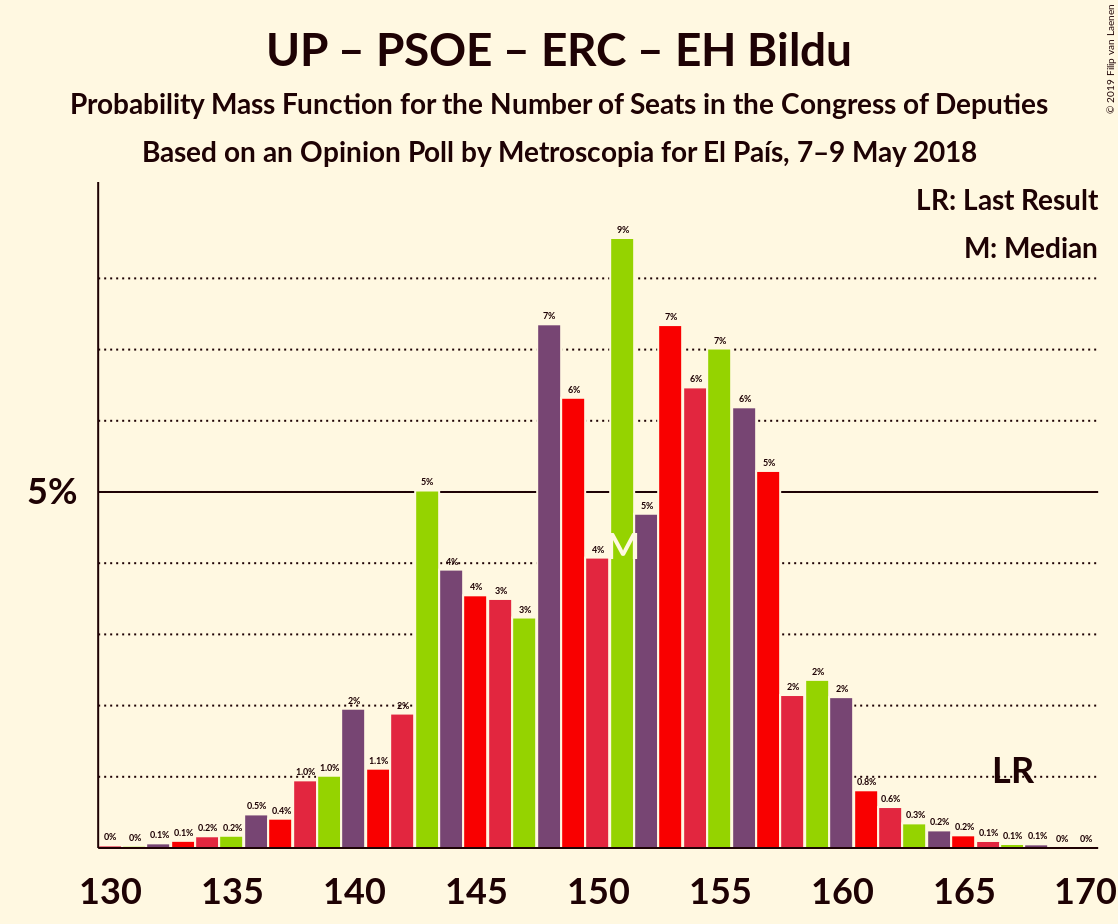 UP – PSOE – ERC – EH Bildu
Probability Mass Function for the Number of Seats in the Congress of Deputies
Based on an Opinion Poll by Metroscopia for El País, 7–9 May 2018
© 2019 Filip van Laenen
LR: Last Result
M: Median
5%
0% 0% 0.1% 0.1% 0.2% 0.2% 0.5% 0.4% 1.0% 1.0% 2% 1.1% 2% 5% 4% 4% 3% 3% 7% 6% 4% 9% 5% 7% 6% 7% 6% 5% 2% 2% 2% 0.8% 0.6% 0.3% 0.2% 0.2% 0.1% 0.1% 0.1% 0% 0%
M
LR
130 135 140 145 150 155 160 165 170